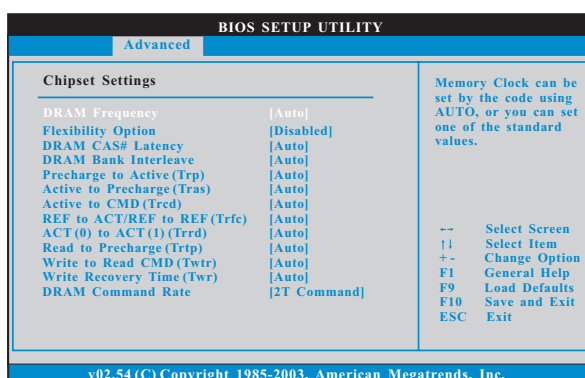 BIOS SETUP UTILITY
Advanced
Chipset Settings
DRAM Frequency [Auto]
Flexibility Option [Disabled]
DRAM CAS# Latency [Auto]
DRAM Bank Interleave [Auto]
Precharge to Active (Trp) [Auto]
Active to Precharge (Tras) [Auto]
Active to CMD (Trcd) [Auto]
REF to ACT/REF to REF (Trfc) [Auto]
ACT (0) to ACT (1) (Trrd) [Auto]
Read to Precharge (Trtp) [Auto]
Write to Read CMD (Twtr) [Auto]
Write Recovery Time (Twr) [Auto]
DRAM Command Rate [2T Command]
Memory Clock can be
set by the code using
AUTO, or you can set
one of the standard
values.
←→ Select Screen
↑↓ Select Item
+ - Change Option
F1 General Help
F9 Load Defaults
F10 Save and Exit
ESC Exit
v02.54 (C) Copyright 1985-2003, American Megatrends, Inc.